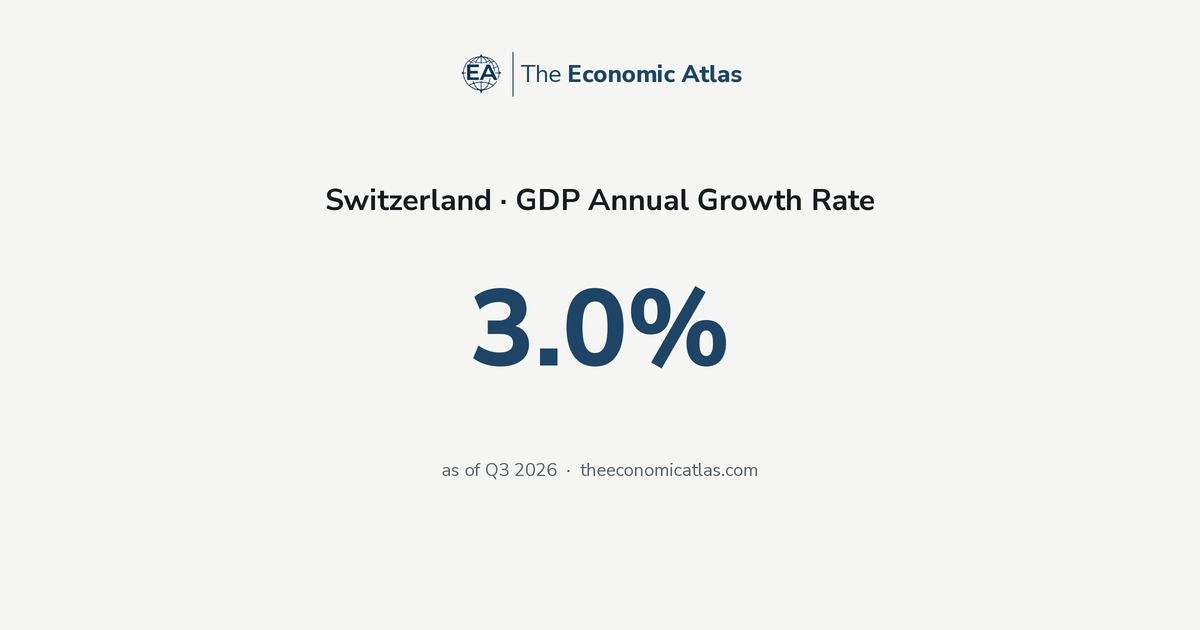 EA The Economic Atlas
Switzerland · GDP Annual Growth Rate
3.0%
as of Q3 2026 · theeconomicatlas.com